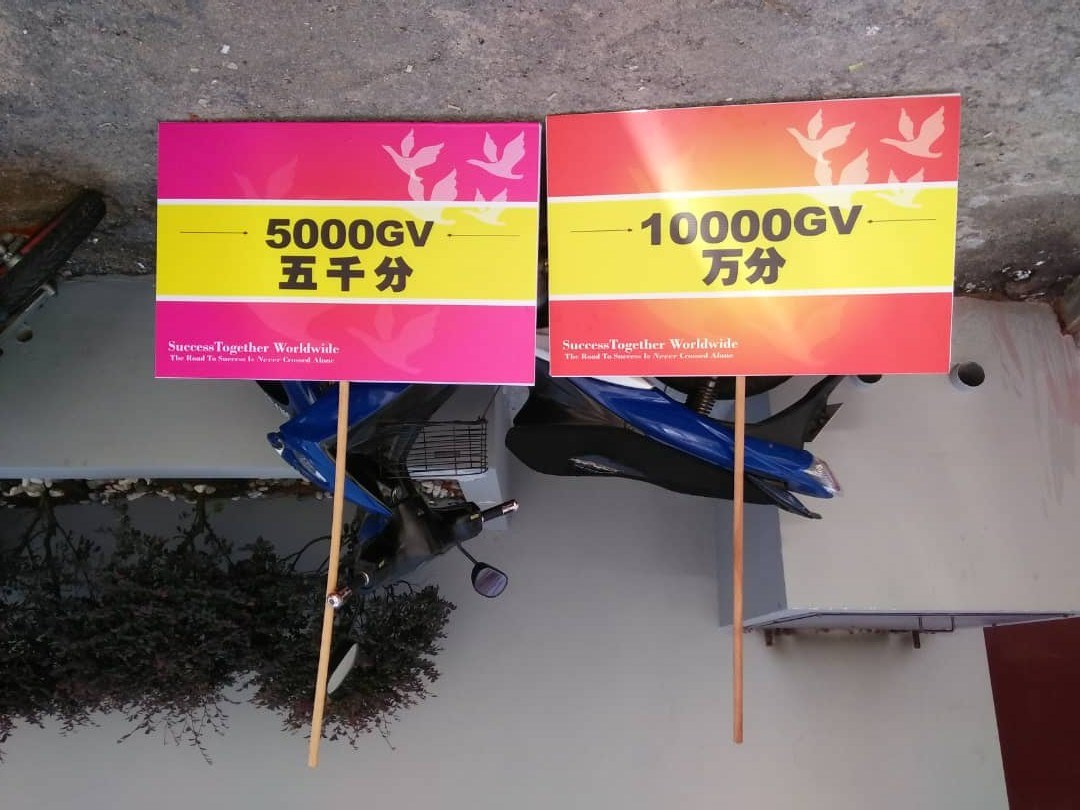 5000GV
五千分
SuccessTogether Worldwide
The Road To Success Is Never Crossed Alone
10000GV
万分
SuccessTogether Worldwide
The Road To Success Is Never Crossed Alone